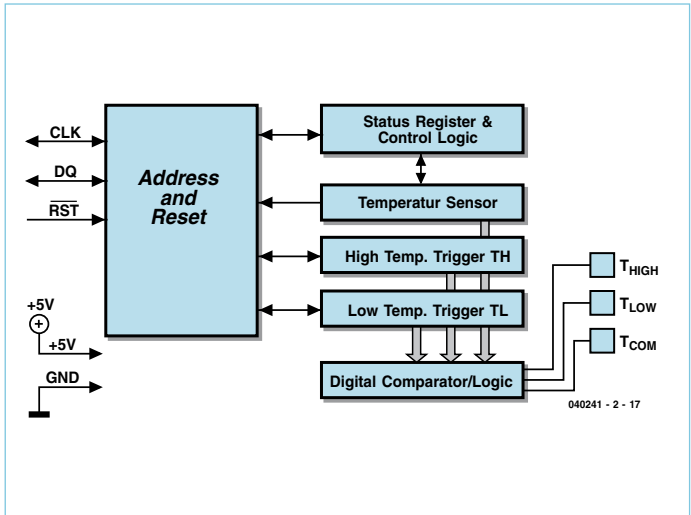 CLK
DQ
RST
+5V
+5V
GND
Address
and
Reset
Status Register &
Control Logic
Temperatur Sensor
High Temp. Trigger TH
Low Temp. Trigger TL
Digital Comparator/Logic
THIGH
TLOW
TCOM
040241 - 2 - 17